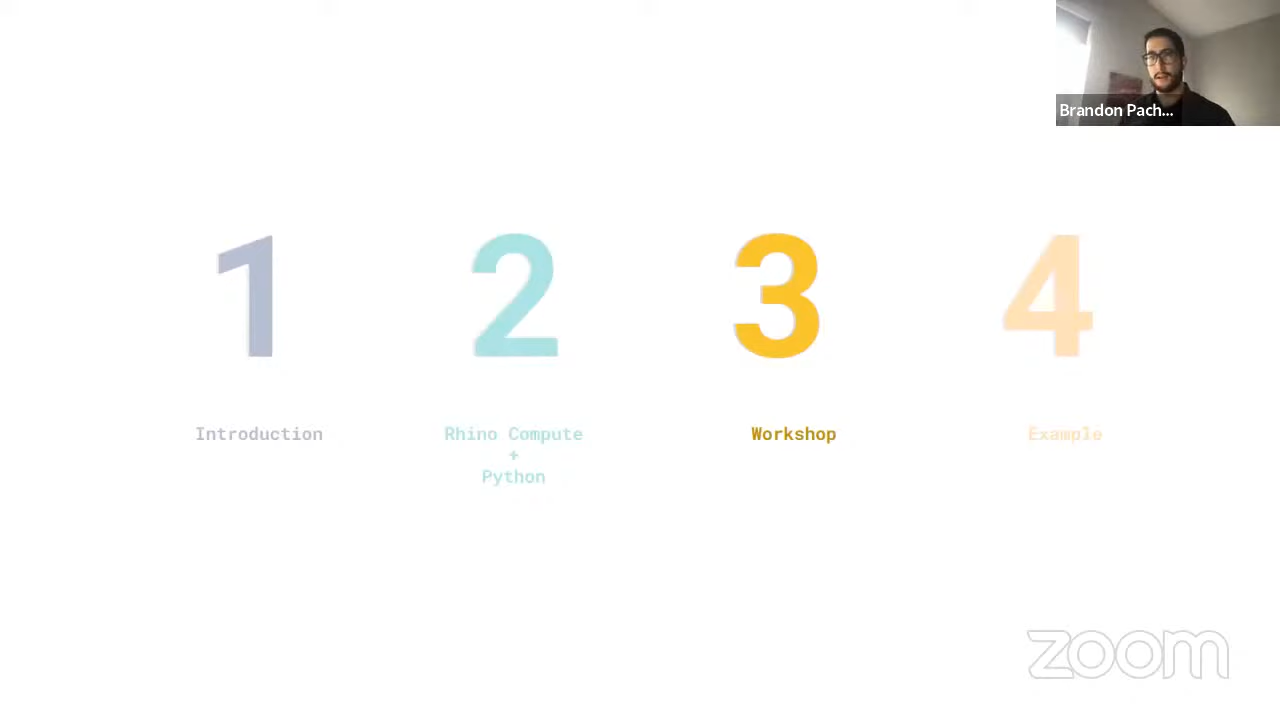 Brandon Pach...
1
2
3
4
Introduction
Rhino Compute
+
Python
Workshop
Example
zoom